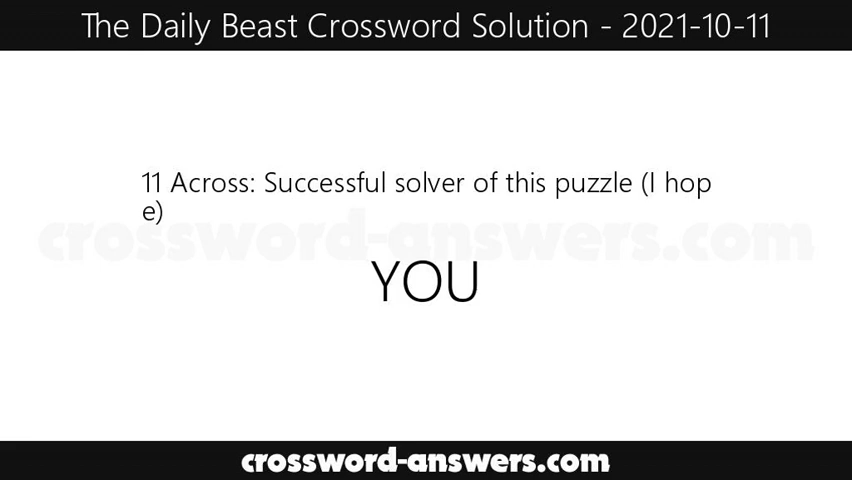 The Daily Beast Crossword Solution - 2021-10-11
11 Across: Successful solver of this puzzle (I hop
e)
crossword-answers.com
YOU
crossword-answers.com